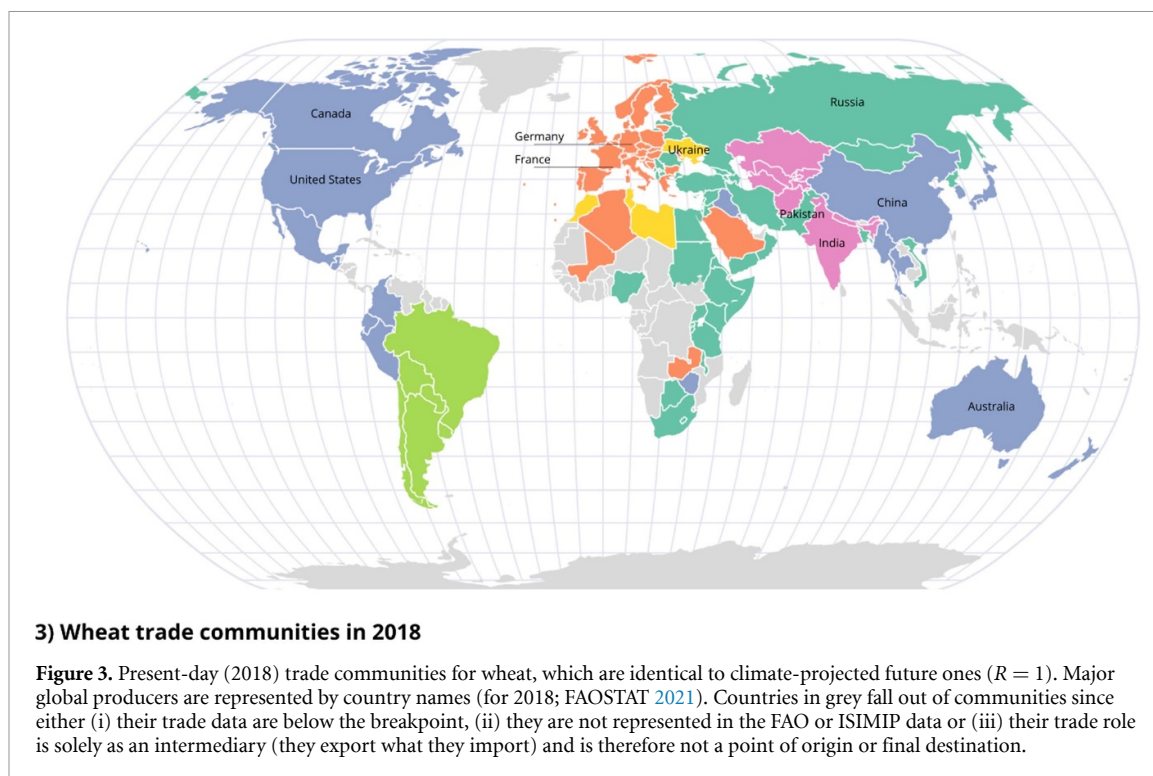 Canada
Russia
Germany
Ukraine
France
United States
China
Pakistan
India
Australia
3) Wheat trade communities in 2018
Figure 3. Present-day (2018) trade communities for wheat, which are identical to climate-projected future ones (R = 1). Major
global producers are represented by country names (for 2018; FAOSTAT 2021). Countries in grey fall out of communities since
either (i) their trade data are below the breakpoint, (ii) they are not represented in the FAO or ISIMIP data or (iii) their trade role
is solely as an intermediary (they export what they import) and is therefore not a point of origin or final destination.